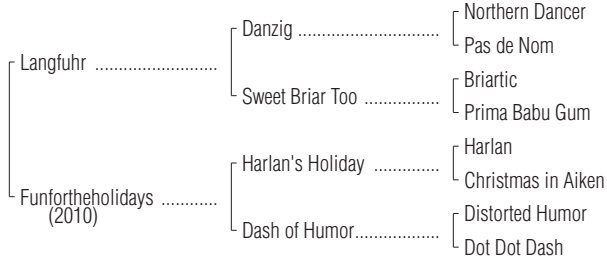 Northern Dancer
Danzig ..............................
Pas de Nom
Langfuhr ..........................
Briartic
Sweet Briar Too ................
Prima Babu Gum
Harlan
Harlan's Holiday ..............
Christmas in Aiken
Funfortheholidays ............
(2010)
Distorted Humor
Dash of Humor..................
Dot Dot Dash